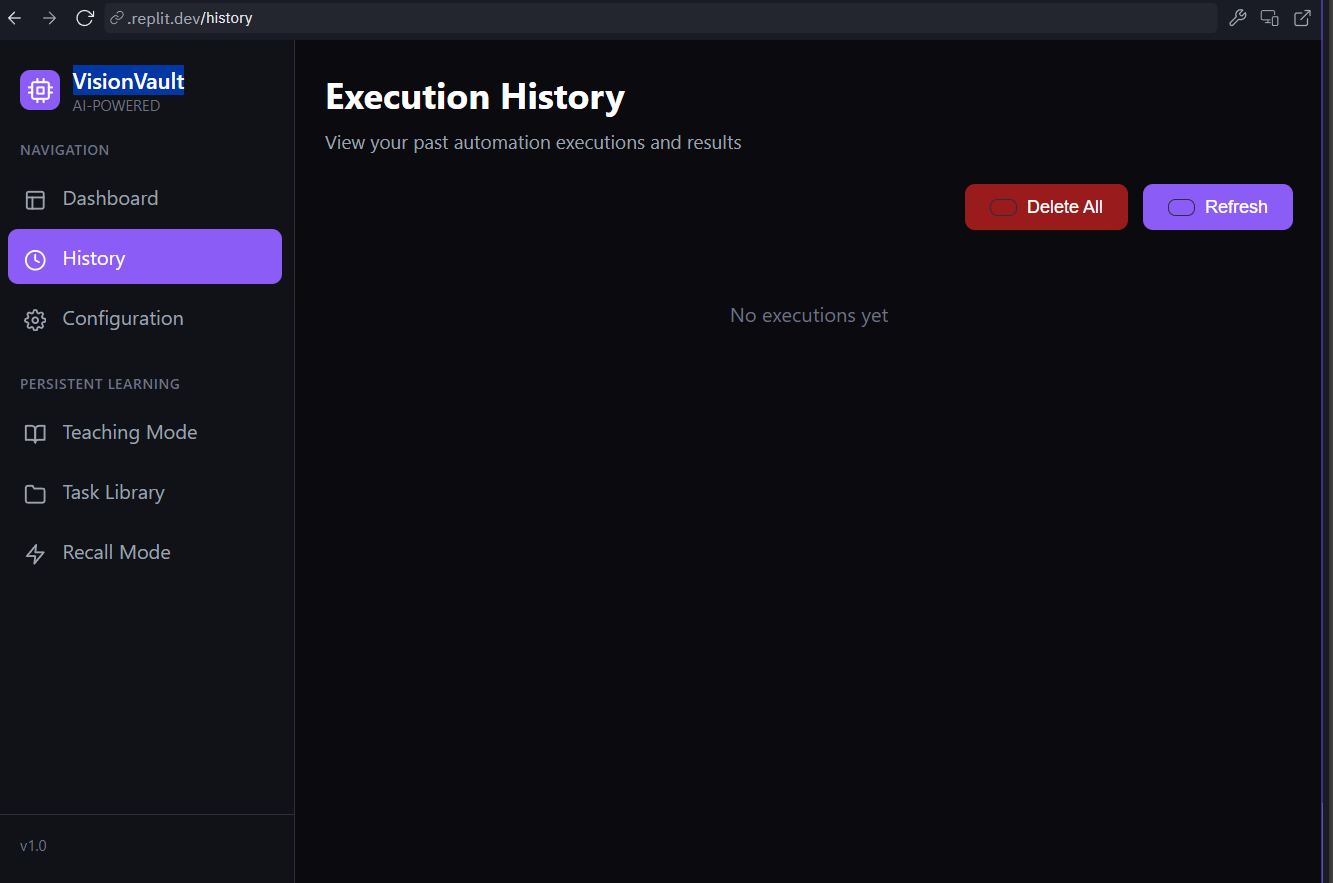 .replit.dev/history
VisionVault
AI-POWERED
NAVIGATION
Dashboard
History
Configuration
PERSISTENT LEARNING
Teaching Mode
Task Library
Recall Mode
v1.0
Execution History
View your past automation executions and results
Delete All
Refresh
No executions yet